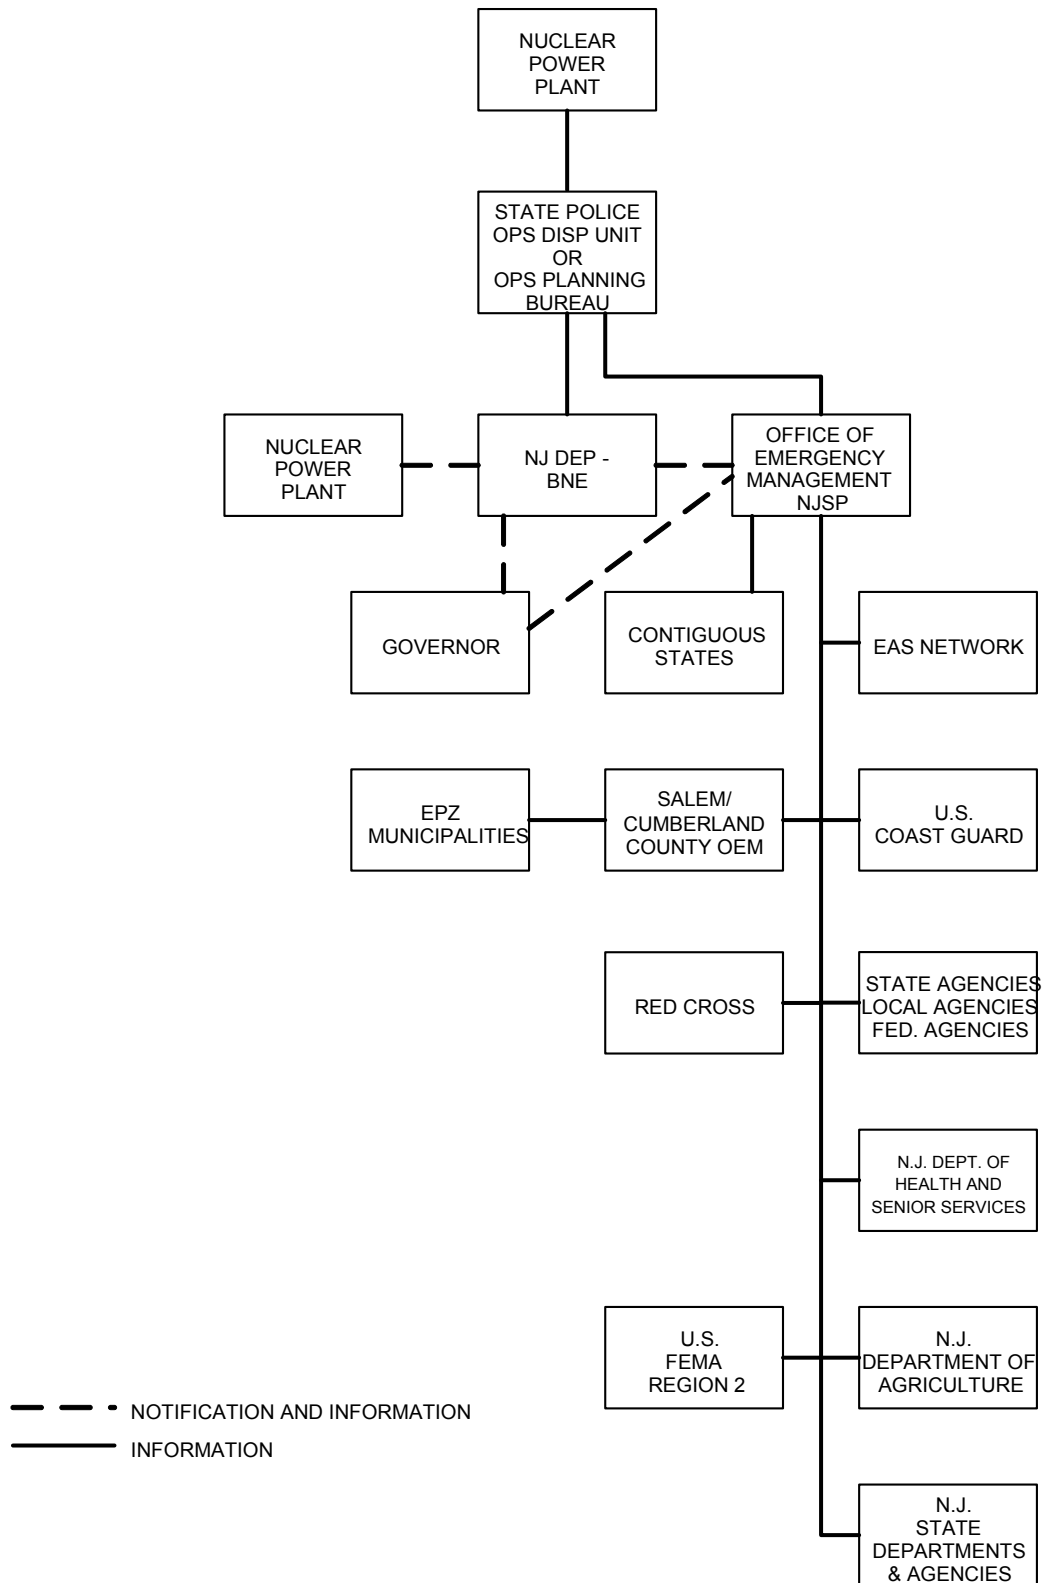 NUCLEAR
POWER
PLANT
STATE POLICE
OPS DISP UNIT
OR
OPS PLANNING
BUREAU
NUCLEAR
POWER
PLANT
NJ DEP -
BNE
OFFICE OF
EMERGENCY
MANAGEMENT
NJSP
GOVERNOR
CONTIGUOUS
STATES
EAS NETWORK
EPZ
MUNICIPALITIES
SALEM/
CUMBERLAND
COUNTY OEM
U.S.
COAST GUARD
RED CROSS
STATE AGENCIES
LOCAL AGENCIES
FED. AGENCIES
N.J. DEPT. OF
HEALTH AND
SENIOR SERVICES
U.S.
FEMA
REGION 2
N.J.
DEPARTMENT OF
AGRICULTURE
NOTIFICATION AND INFORMATION
INFORMATION
N.J.
STATE
DEPARTMENTS
& AGENCIES